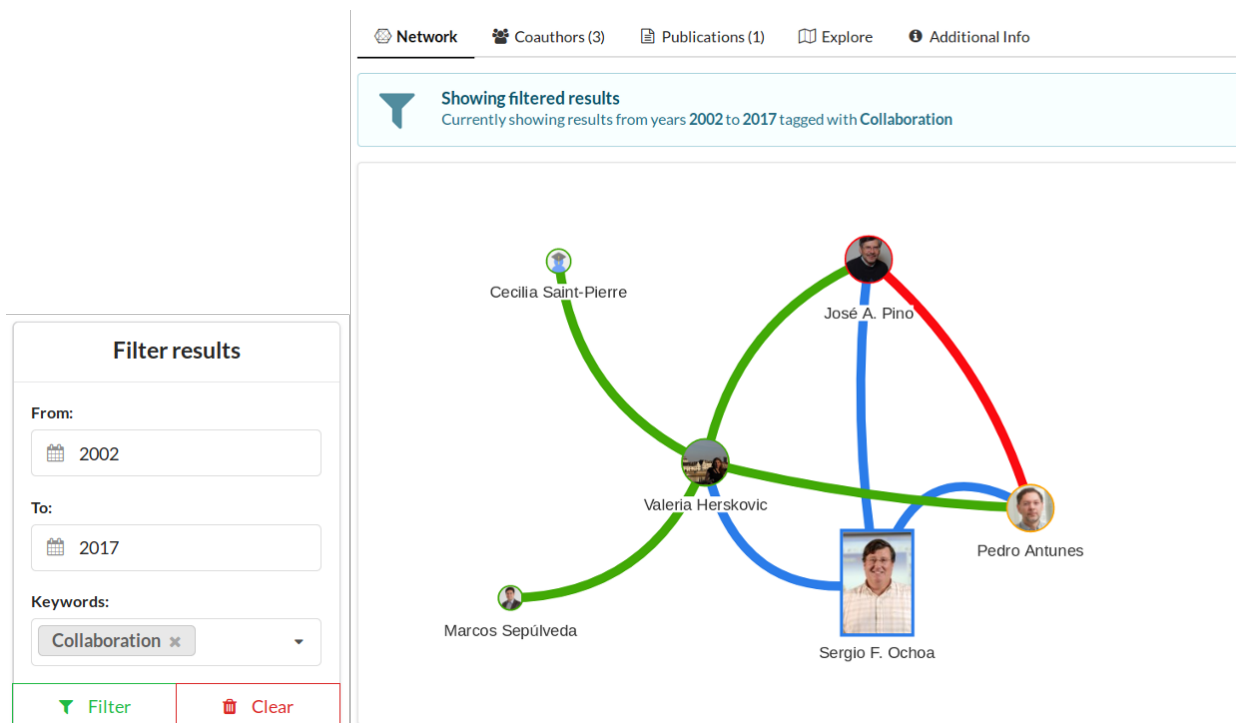 Network Coauthors (3) Publications (1) Explore Additional Info
Showing filtered results
Currently showing results from years 2002 to 2017 tagged with Collaboration
Cecilia Saint-Pierre
José A. Pino
Valeria Herskovic
Pedro Antunes
Marcos Sepúlveda
Sergio F. Ochoa
Filter results
From:
2002
To:
2017
Keywords:
Collaboration ×
Filter Clear